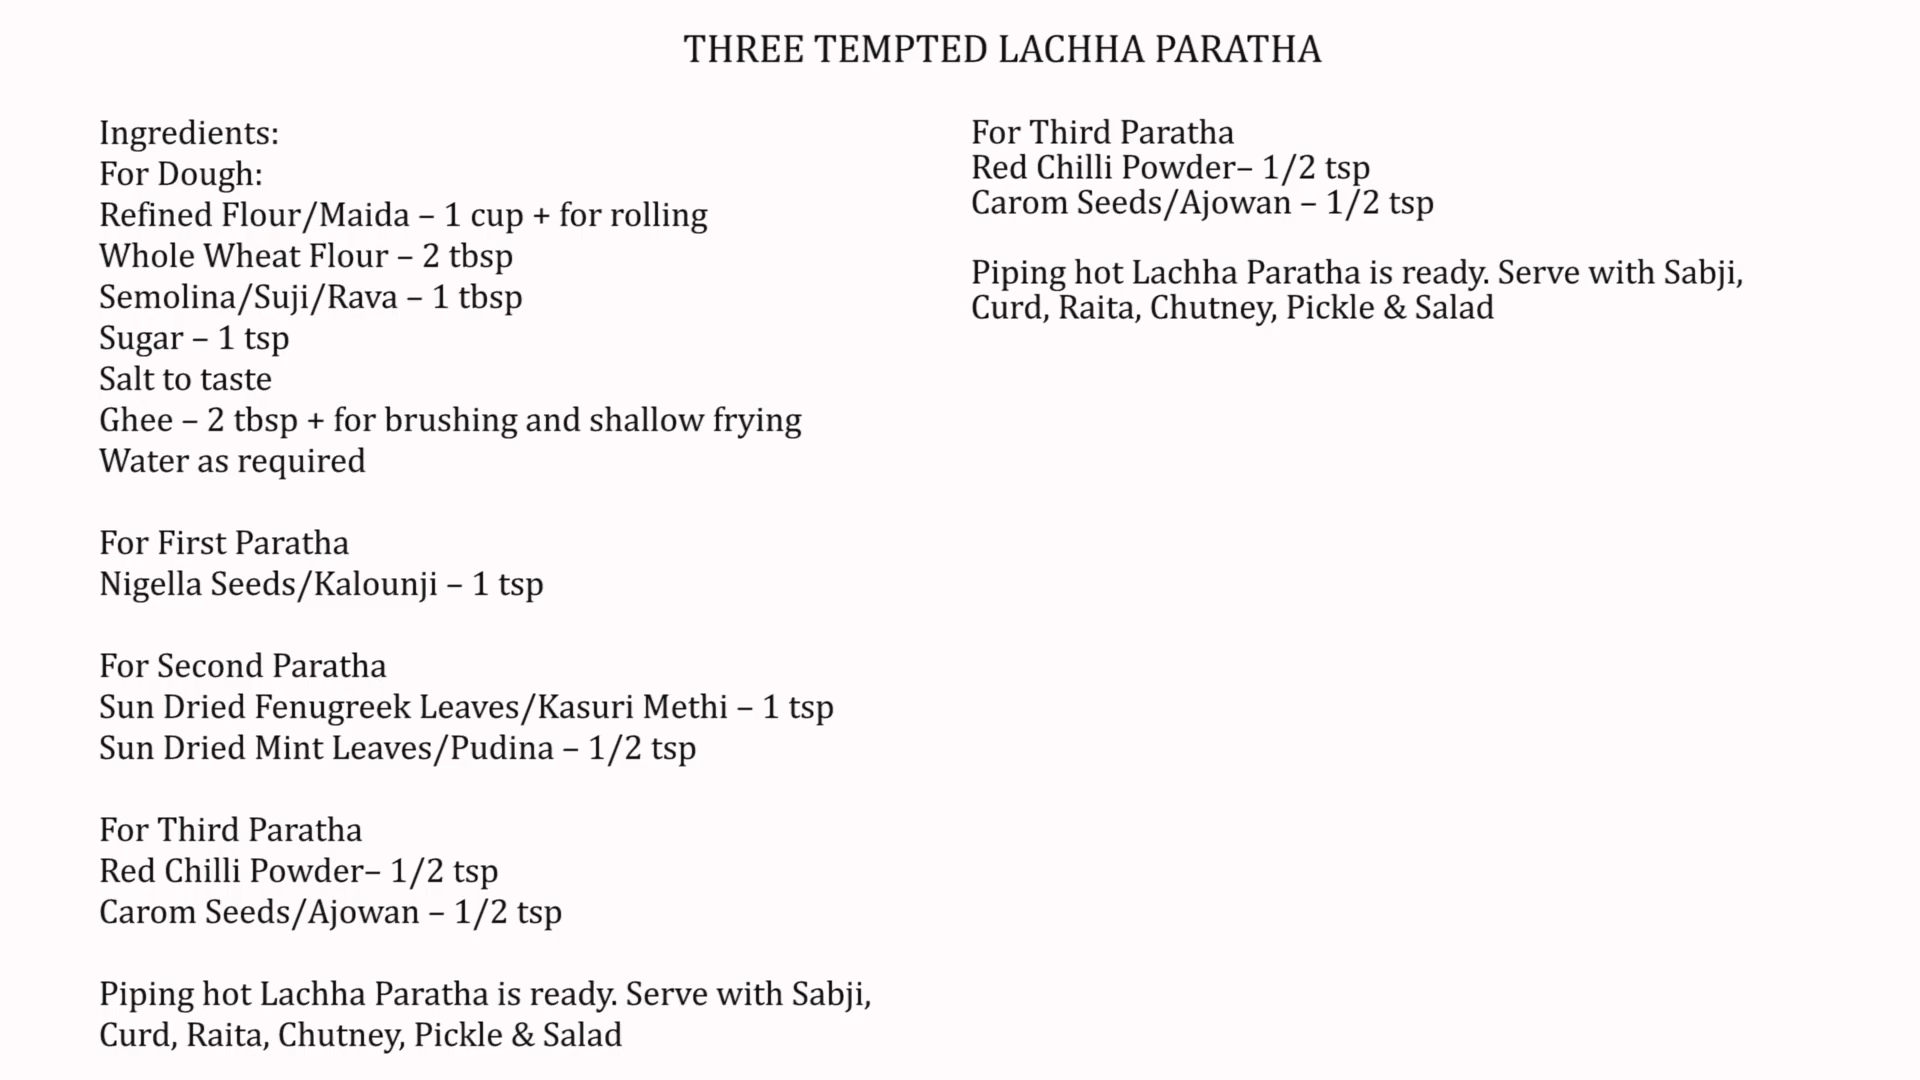 THREE TEMPTED LACHHA PARATHA
Ingredients:
For Dough:
Refined Flour/Maida – 1 cup + for rolling
Whole Wheat Flour – 2 tbsp
Semolina/Suji/Rava – 1 tbsp
Sugar – 1 tsp
Salt to taste
Ghee – 2 tbsp + for brushing and shallow frying
Water as required
For First Paratha
Nigella Seeds/Kalounji – 1 tsp
For Second Paratha
Sun Dried Fenugreek Leaves/Kasuri Methi – 1 tsp
Sun Dried Mint Leaves/Pudina – 1/2 tsp
For Third Paratha
Red Chilli Powder– 1/2 tsp
Carom Seeds/Ajowan – 1/2 tsp
Piping hot Lachha Paratha is ready. Serve with Sabji,
Curd, Raita, Chutney, Pickle & Salad
For Third Paratha
Red Chilli Powder– 1/2 tsp
Carom Seeds/Ajowan – 1/2 tsp
Piping hot Lachha Paratha is ready. Serve with Sabji,
Curd, Raita, Chutney, Pickle & Salad